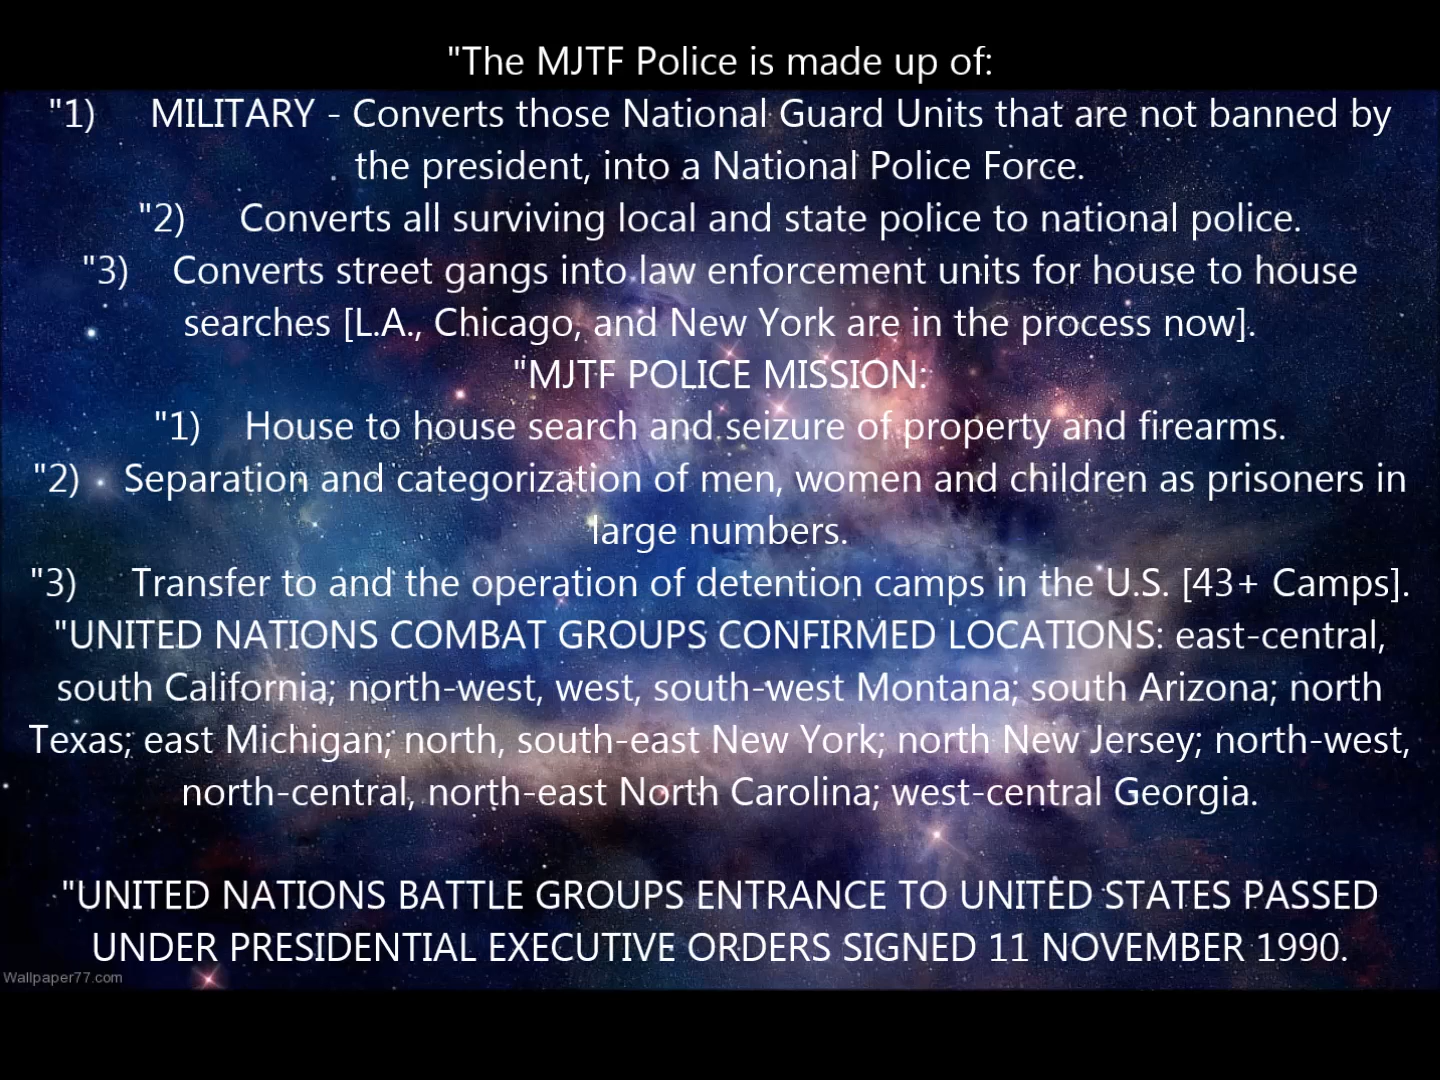 "The MJTF Police is made up of:
"1) MILITARY - Converts those National Guard Units that are not banned by
the president, into a National Police Force.
"2) Converts all surviving local and state police to national police.
"3) Converts street gangs into law enforcement units for house to house
searches [L.A., Chicago, and New York are in the process now].
"MJTF POLICE MISSION:
"1) House to house search and seizure of property and firearms.
"2) Separation and categorization of men, women and children as prisoners in
large numbers.
"3) Transfer to and the operation of detention camps in the U.S. [43+ Camps].
"UNITED NATIONS COMBAT GROUPS CONFIRMED LOCATIONS: east-central,
south California; north-west, west, south-west Montana; south Arizona; north
Texas; east Michigan; north, south-east New York; north New Jersey; north-west,
north-central, north-east North Carolina; west-central Georgia.
"UNITED NATIONS BATTLE GROUPS ENTRANCE TO UNITED STATES PASSED
UNDER PRESIDENTIAL EXECUTIVE ORDERS SIGNED 11 NOVEMBER 1990.
Wallpaper77.com